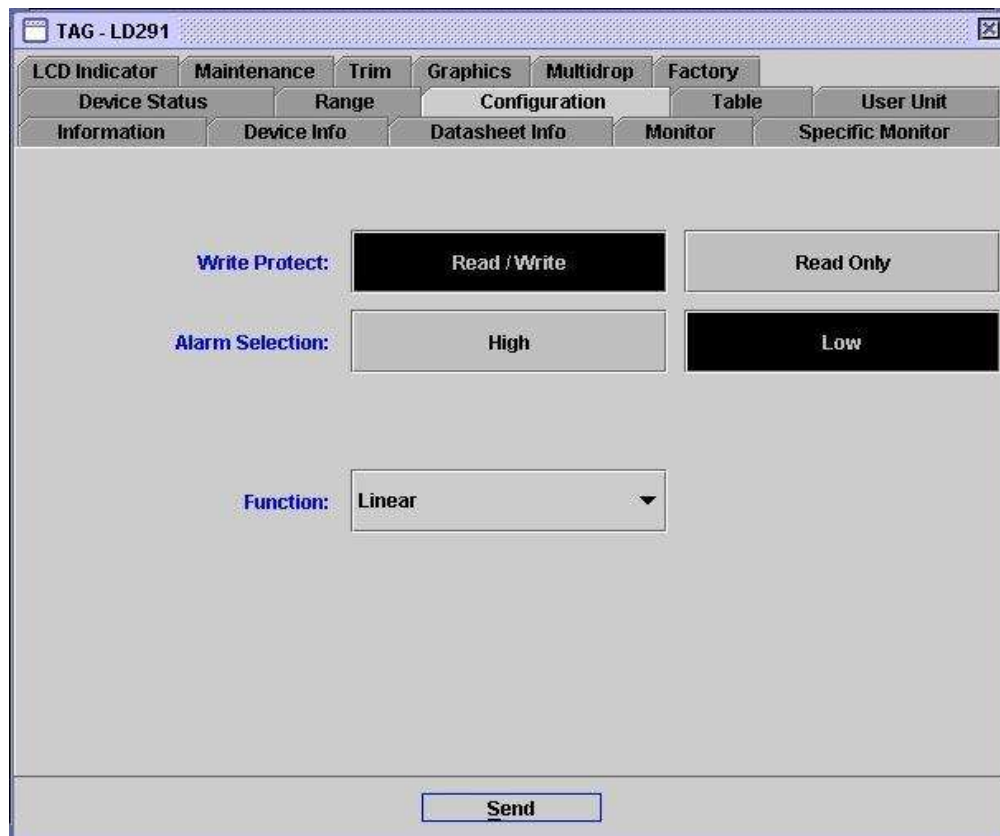 TAG - LD291
LCD Indicator Maintenance Trim Graphics Multidrop Factory
Device Status Range Configuration Table User Unit
Information Device Info Datasheet Info Monitor Specific Monitor
Write Protect: Read / Write Read Only
Alarm Selection: High Low
Function: Linear
Send